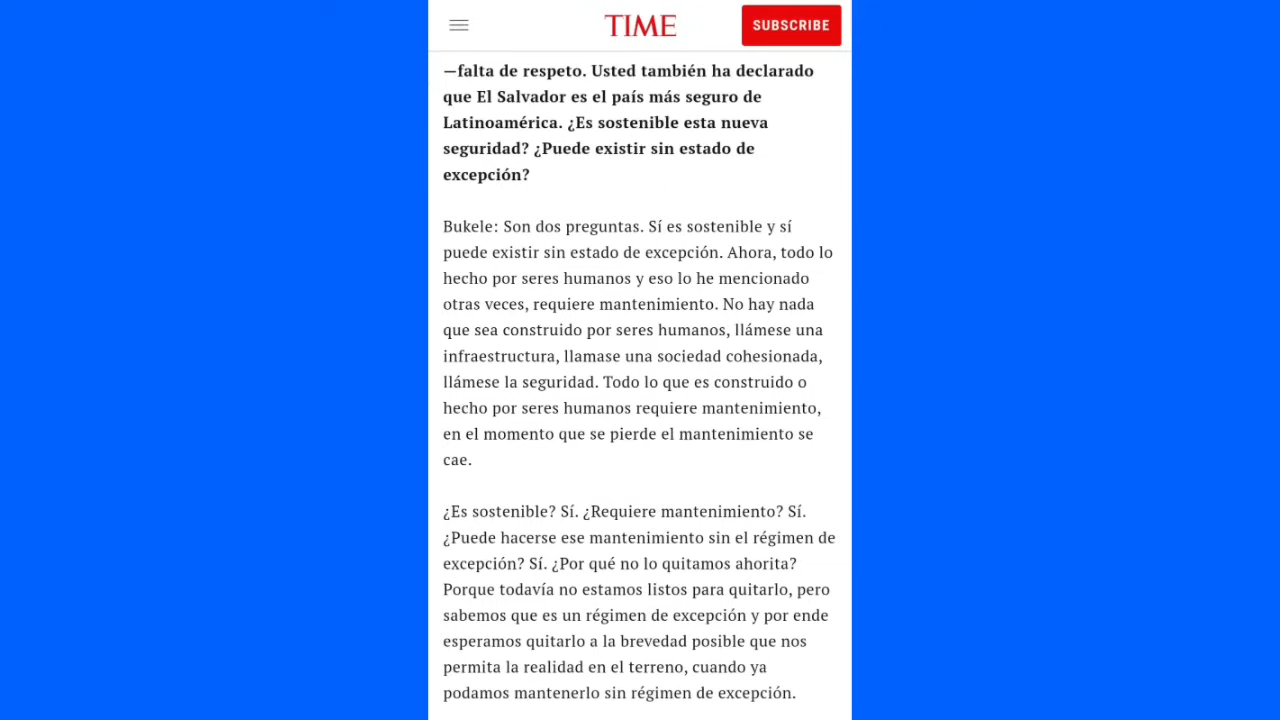 TIME
SUBSCRIBE
—falta de respeto. Usted también ha declarado
que El Salvador es el país más seguro de
Latinoamérica. ¿Es sostenible esta nueva
seguridad? ¿Puede existir sin estado de
excepción?
Bukele: Son dos preguntas. Sí es sostenible y sí
puede existir sin estado de excepción. Ahora, todo lo
hecho por seres humanos y eso lo he mencionado
otras veces, requiere mantenimiento. No hay nada
que sea construido por seres humanos, llámese una
infraestructura, llamase una sociedad cohesionada,
llámese la seguridad. Todo lo que es construido o
hecho por seres humanos requiere mantenimiento,
en el momento que se pierde el mantenimiento se
cae.
¿Es sostenible? Sí. ¿Requiere mantenimiento? Sí.
¿Puede hacerse ese mantenimiento sin el régimen de
excepción? Sí. ¿Por qué no lo quitamos ahorita?
Porque todavía no estamos listos para quitarlo, pero
sabemos que es un régimen de excepción y por ende
esperamos quitarlo a la brevedad posible que nos
permita la realidad en el terreno, cuando ya
podamos mantenerlo sin régimen de excepción.